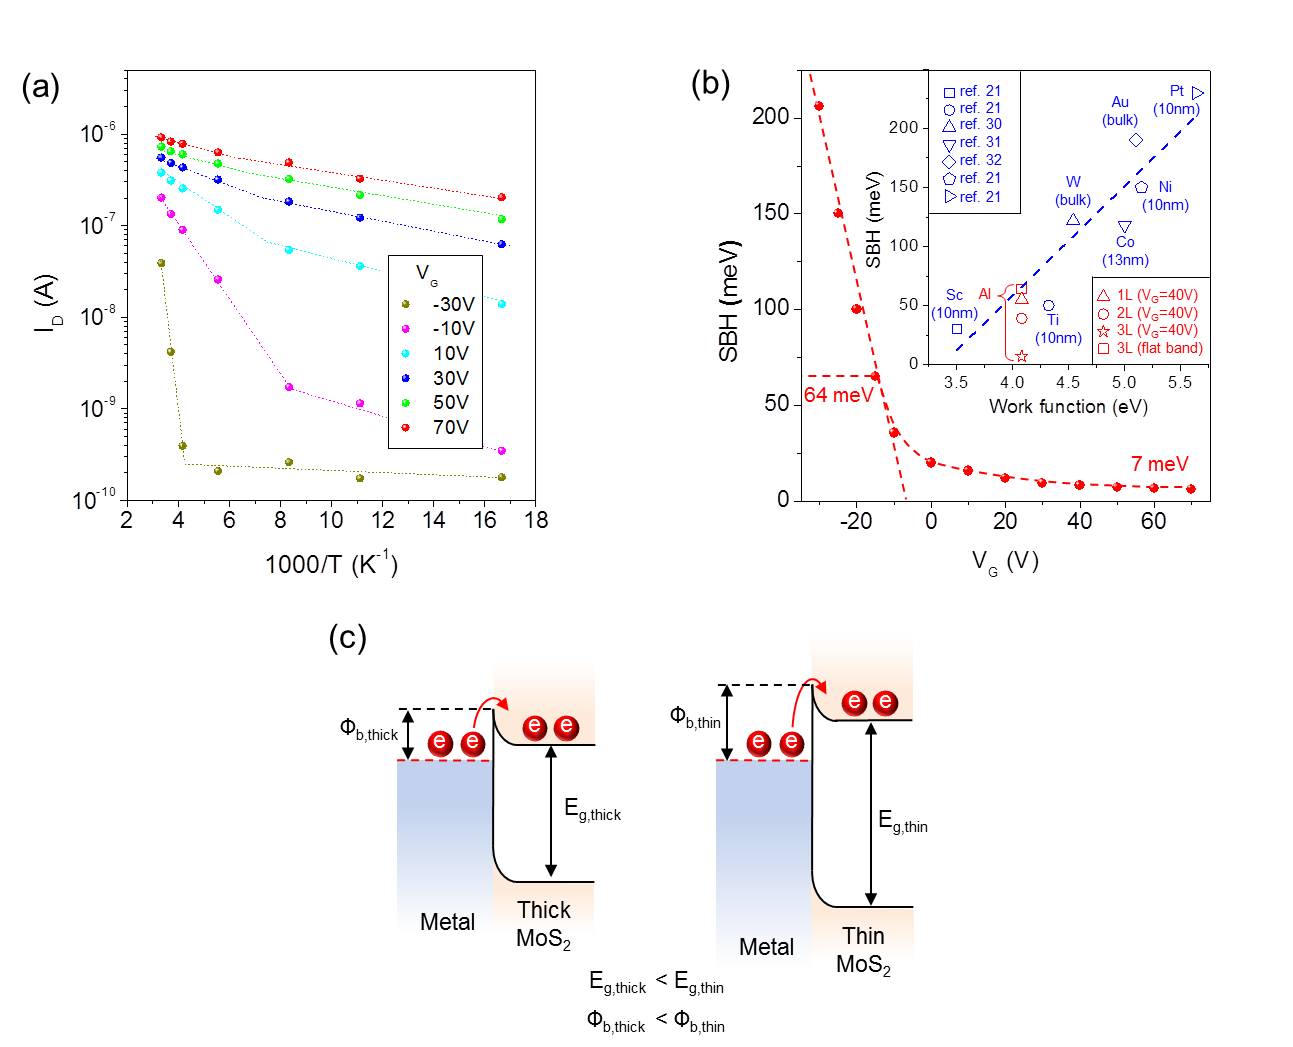 (a)
10⁻⁶
10⁻⁷
10⁻⁸
10⁻⁹
10⁻¹⁰
I_D (A)
V_G
-30V
-10V
10V
30V
50V
70V
2 4 6 8 10 12 14 16 18
1000/T (K⁻¹)
(b)
200
150
100
50
0
SBH (meV)
64 meV
7 meV
-20 0 20 40 60
V_G (V)
ref. 21
ref. 21
ref. 30
ref. 31
ref. 32
ref. 21
ref. 21
200
150
100
50
0
SBH (meV)
Au
(bulk)
Pt
(10nm)
W
(bulk)
Ni
(10nm)
Co
(13nm)
Sc
(10nm)
Al
Ti
(10nm)
1L (V_G=40V)
2L (V_G=40V)
3L (V_G=40V)
3L (flat band)
3.5 4.0 4.5 5.0 5.5
Work function (eV)
(c)
Φ_b,thick
e e e e
E_g,thick
Metal
Thick
MoS₂
Φ_b,thin
e e e e
E_g,thin
Metal
Thin
MoS₂
E_g,thick < E_g,thin
Φ_b,thick < Φ_b,thin